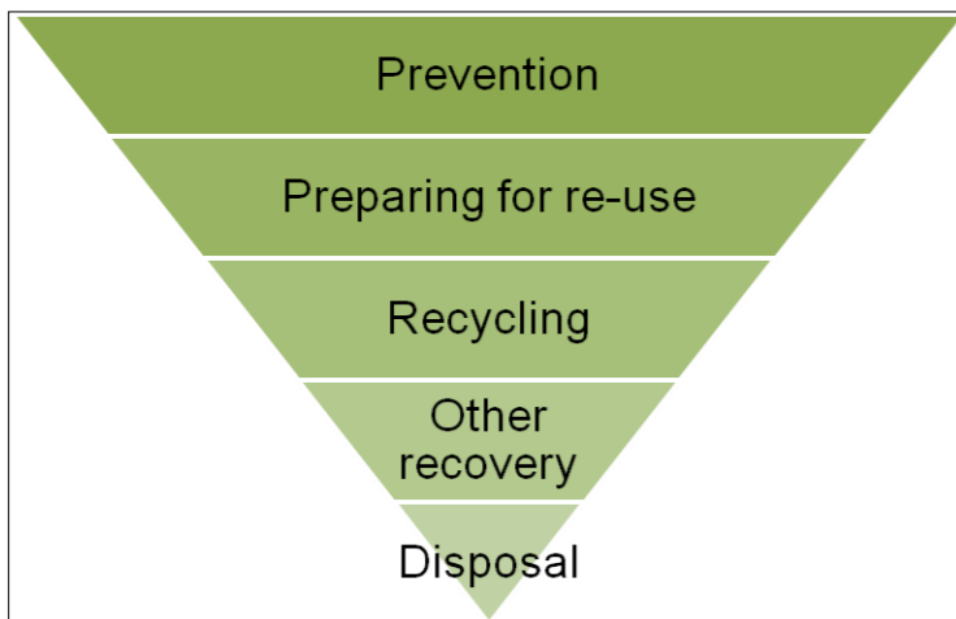 Prevention
Preparing for re-use
Recycling
Other
recovery
Disposal